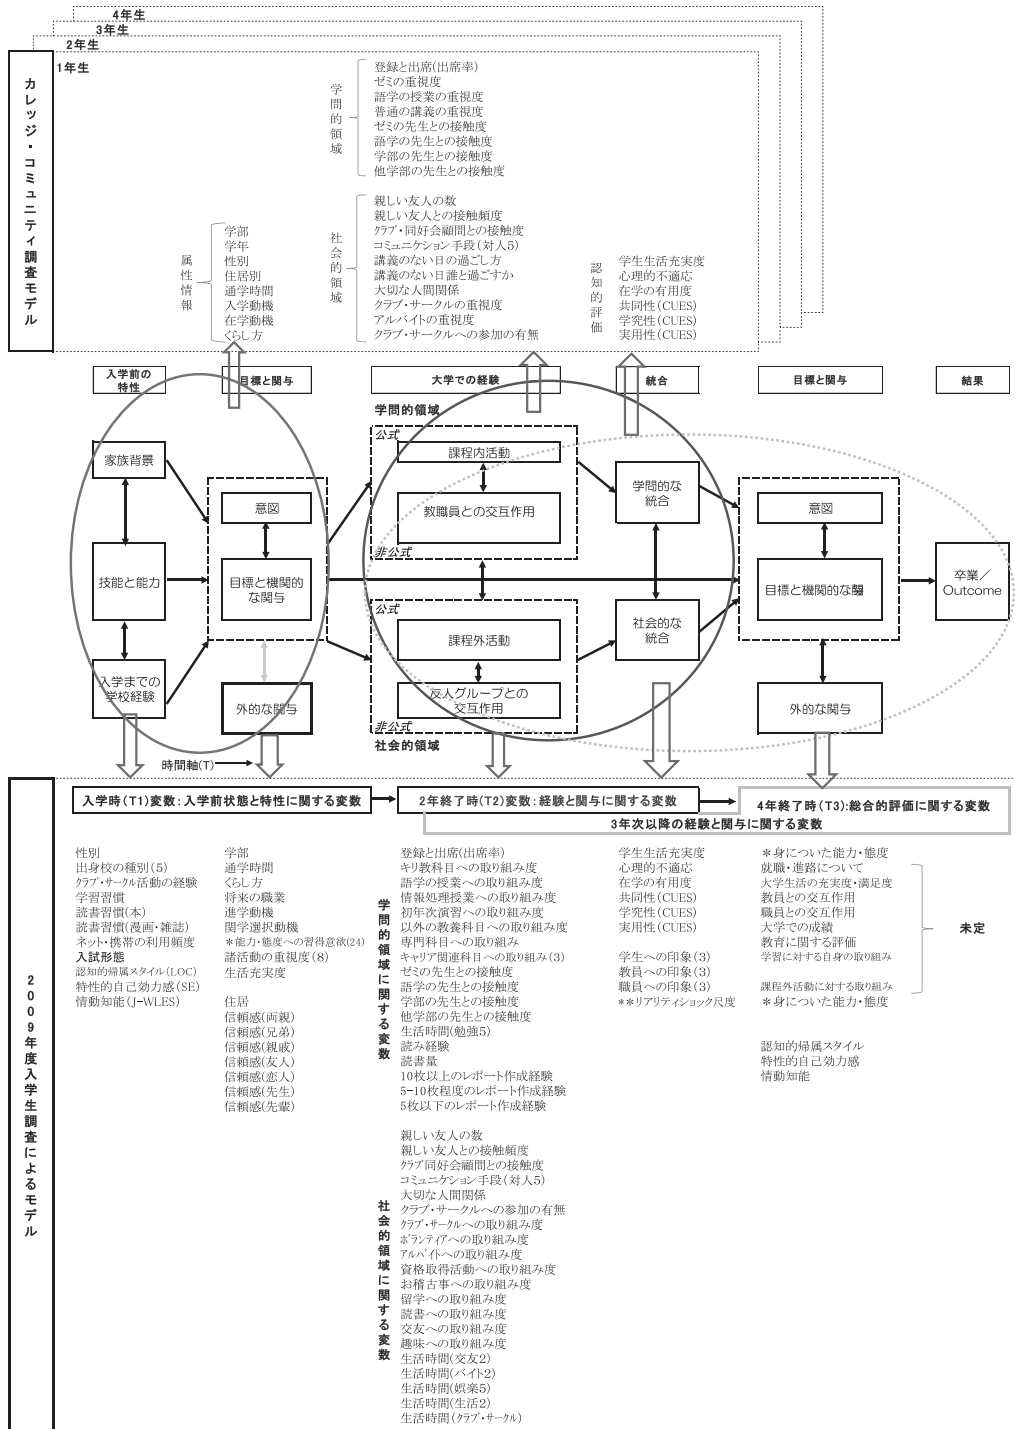 4年生
3年生
2年生
1年生
カレッジ・コミュニティ調査モデル
学問的領域
登録と出席(出席率)
ゼミの重視度
語学の授業の重視度
普通の講義の重視度
ゼミの先生との接触度
語学の先生との接触度
学部の先生との接触度
他学部の先生との接触度
社会的領域
親しい友人の数
親しい友人との接触頻度
クラブ・同好会顧問との接触度
コミュニケション手段(対人5)
講義のない日の過ごし方
講義のない日誰と過ごすか
大切な人間関係
クラブ・サークルの重視度
アルバイトの重視度
クラブ・サークルへの参加の有無
属性情報
学部
学年
性別
住居別
通学時間
入学動機
在学動機
くらし方
認知的評価
学生生活充実度
心理的不適応
在学の有用度
共同性(CUES)
学究性(CUES)
実用性(CUES)
入学前の
特性
目標と関与
大学での経験
統合
目標と関与
結果
学問的領域
公式
課程内活動
教職員との交互作用
非公式
家族背景
技能と能力
入学までの
学校経験
意図
目標と機関的
な関与
外的な関与
公式
課程外活動
反人グループとの
交互作用
非公式
社会的領域
学問的な
統合
社会的な
統合
意図
目標と機関的な
外的な関与
卒業／
Outcome
時間軸(T)
2009年度入学生調査によるモデル
入学時(T1)変数:入学前状態と特性に関する変数
2年終了時(T2)変数:経験と関与に関する変数
4年終了時(T3):総合的評価に関する変数
3年次以降の経験と関与に関する変数
性別
出身校の種別(5)
クラブ・サークル活動の経験
学習習慣
読書習慣(本)
読書習慣(漫画・雑誌)
ネット・携帯の利用頻度
入試形態
認知的帰属スタイル(LOC)
特性的自己効力感(SE)
情動知能(J-WLES)
学部
通学時間
くらし方
将来の職業
進学動機
関学選択動機
＊能力・態度への習得意欲(24)
諸活動の重視度(8)
生活充実度
住居
信頼感(両親)
信頼感(兄弟)
信頼感(親戚)
信頼感(友人)
信頼感(恋人)
信頼感(先生)
信頼感(先輩)
学問的領域に関する変数
登録と出席(出席率)
キリ教科目への取り組み度
語学の授業への取り組み度
情報処理授業への取り組み度
初年次演習への取り組み度
以外の教養科目への取り組み度
専門科目への取り組み
キャリア関連科目への取り組み(3)
ゼミの先生との接触度
語学の先生との接触度
学部の先生との接触度
他学部の先生との接触度
生活時間(勉強5)
読み経験
読書量
10枚以上のレポート作成経験
5-10枚程度のレポート作成経験
5枚以下のレポート作成経験
社会的領域に関する変数
親しい友人の数
親しい友人との接触頻度
クラブ同好会顧問との接触度
コミュニケション手段(対人5)
大切な人間関係
クラブ・サークルへの参加の有無
クラブ・サークルへの取り組み度
ボランティアへの取り組み度
アルバイトへの取り組み度
資格取得活動への取り組み度
お稽古事への取り組み度
留学への取り組み度
読書への取り組み度
交友への取り組み度
趣味への取り組み度
生活時間(交友2)
生活時間(バイト2)
生活時間(娯楽5)
生活時間(生活2)
生活時間(クラブ・サークル)
学生生活充実度
心理的不適応
在学の有用度
共同性(CUES)
学究性(CUES)
実用性(CUES)
学生への印象(3)
教員への印象(3)
職員への印象(3)
＊＊リアリティショック尺度
＊身についた能力・態度
就職・進路について
大学生活の充実度・満足度
教員との交互作用
職員との交互作用
大学での成績
教育に関する評価
学習に対する自身の取り組み
課程外活動に対する取り組み
＊身についた能力・態度
未定
認知的帰属スタイル
特性的自己効力感
情動知能